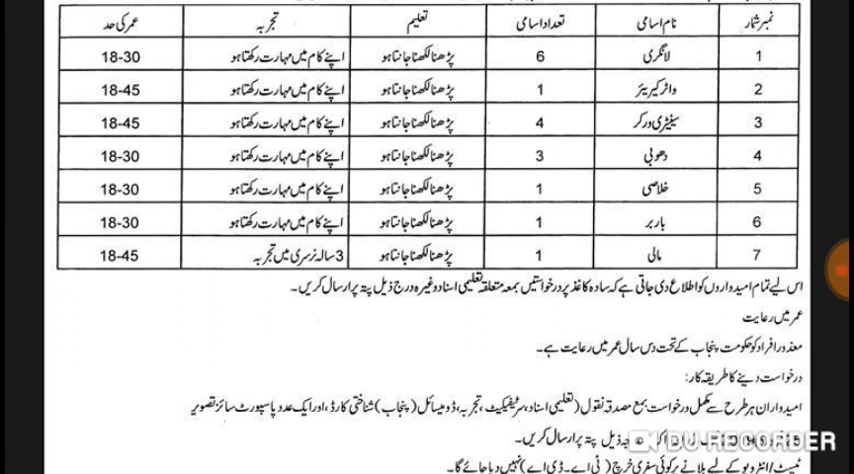 نمبر شمار نام اسامی تعداد اسامی تعلیم تجربہ عمر کی حد
1 لانگری 6 پڑھنا لکھنا جانتا ہو اپنے کام میں مہارت رکھتا ہو 18-30
2 واٹر کیریئر 1 پڑھنا لکھنا جانتا ہو اپنے کام میں مہارت رکھتا ہو 18-45
3 سینیٹری ورکر 4 پڑھنا لکھنا جانتا ہو اپنے کام میں مہارت رکھتا ہو 18-45
4 دھوبی 3 پڑھنا لکھنا جانتا ہو اپنے کام میں مہارت رکھتا ہو 18-30
5 خلاصی 1 پڑھنا لکھنا جانتا ہو اپنے کام میں مہارت رکھتا ہو 18-30
6 باربر 1 پڑھنا لکھنا جانتا ہو اپنے کام میں مہارت رکھتا ہو 18-30
7 مالی 1 پڑھنا لکھنا جانتا ہو 3 سالہ نرسری میں تجربہ 18-45
اس لیے تمام امیدواروں کو اطلاع دی جاتی ہے کہ سادہ کاغذ پر درخواستیں بمعہ متعلقہ تعلیمی اسناد وغیرہ درج ذیل پتہ پر ارسال کریں۔
عمر میں رعایت
معذور افراد کو حکومت پنجاب کے تحت دس سال عمر میں رعایت ہے۔
درخواست دینے کا طریقہ کار:
امیدواران ہر طرح سے مکمل درخواست بمع مصدقہ نقول (تعلیمی اسناد، سرٹیفکیٹ، تجربہ، ڈومیسائل (پنجاب) شناختی کارڈ، اور ایک عدد پاسپورٹ سائز تصویر
ذیل پتہ پر ارسال کریں۔
DU RECORDER
ٹیسٹ/انٹرویو کے لیے بلانے پر کوئی سفری خرچ (ٹی اے۔ڈی اے) نہیں دیا جائے گا۔